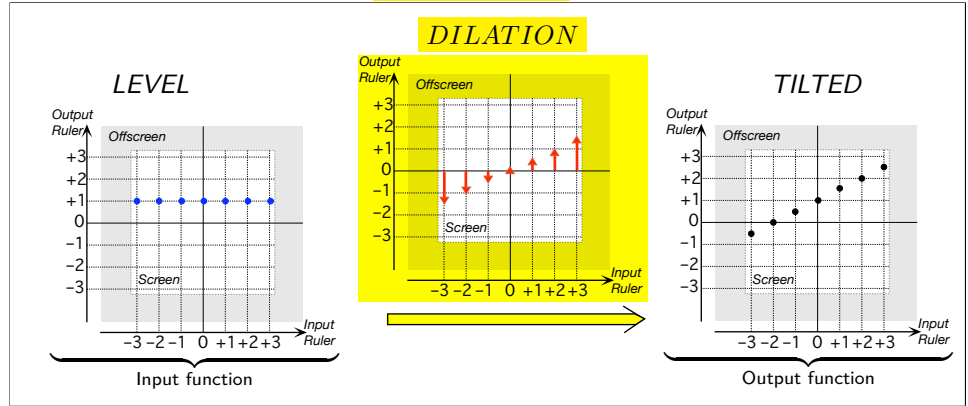 DILATION
LEVEL
Output
Ruler
Offscreen
+3
+2
+1
0
−1
−2
−3
Screen
−3 −2 −1 0 +1 +2 +3
Input
Ruler
Input function
Output
Ruler
Offscreen
+3
+2
+1
0
−1
−2
−3
Screen
−3 −2 −1 0 +1 +2 +3
Input
Ruler
TILTED
Output
Ruler
Offscreen
+3
+2
+1
0
−1
−2
−3
Screen
−3 −2 −1 0 +1 +2 +3
Input
Ruler
Output function